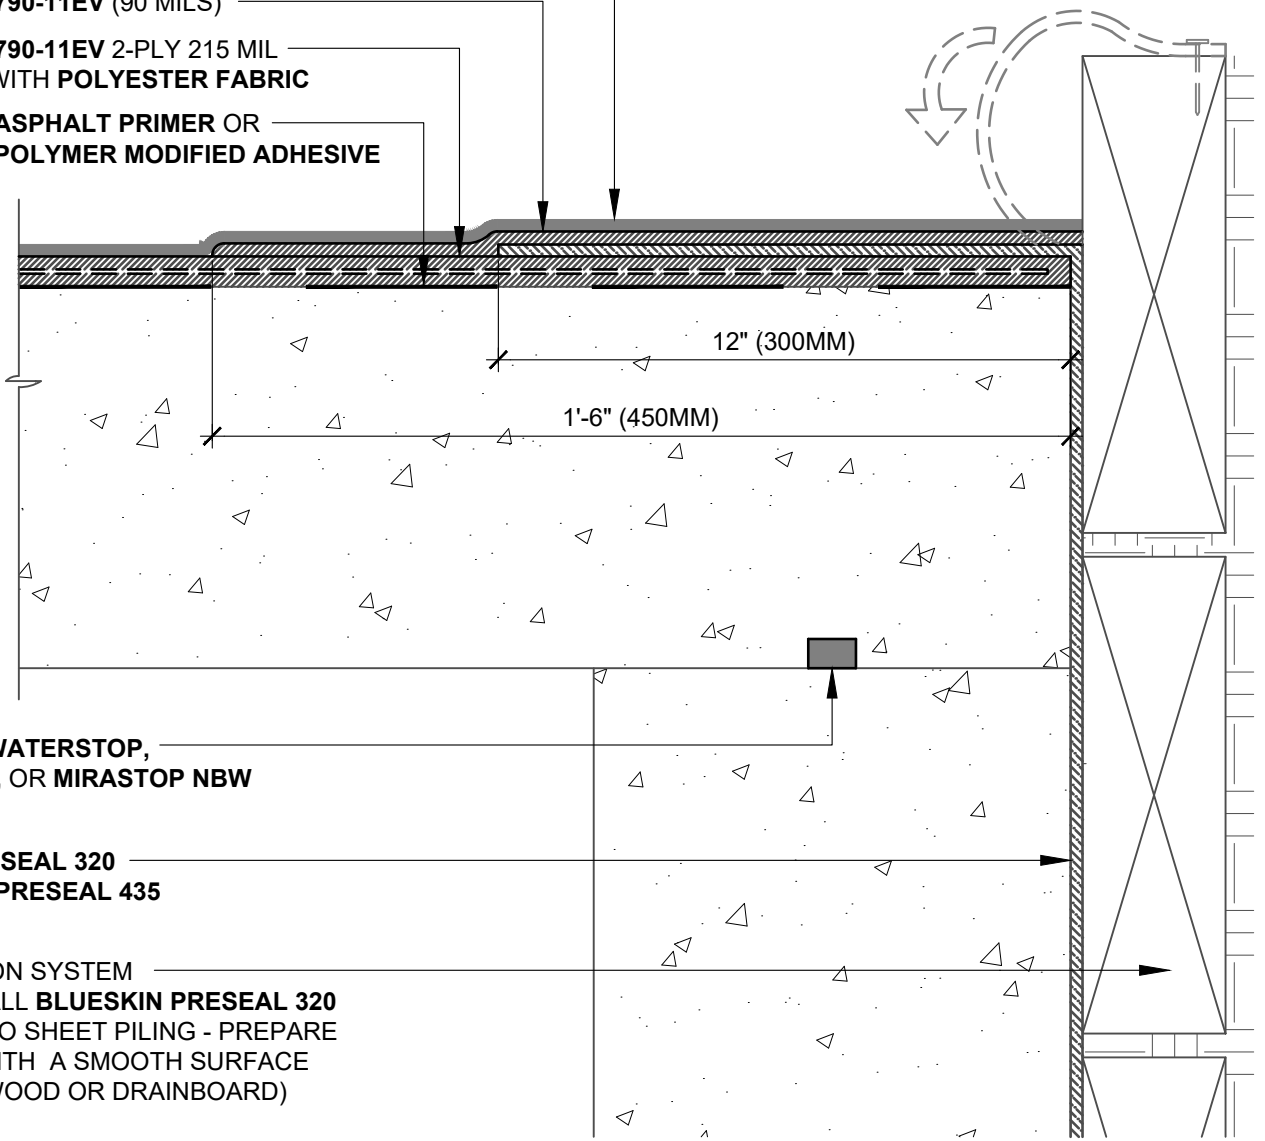 790-11EV (90 MILS)
790-11EV 2-PLY 215 MIL
WITH POLYESTER FABRIC
ASPHALT PRIMER OR
POLYMER MODIFIED ADHESIVE
12" (300MM)
1'-6" (450MM)
WATERSTOP,
OR MIRASTOP NBW
SEAL 320
PRESEAL 435
ON SYSTEM
ALL BLUESKIN PRESEAL 320
O SHEET PILING - PREPARE
ITH A SMOOTH SURFACE
WOOD OR DRAINBOARD)